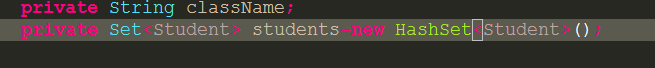 private String className;
private Set<Student> students=new HashSet<Student>();